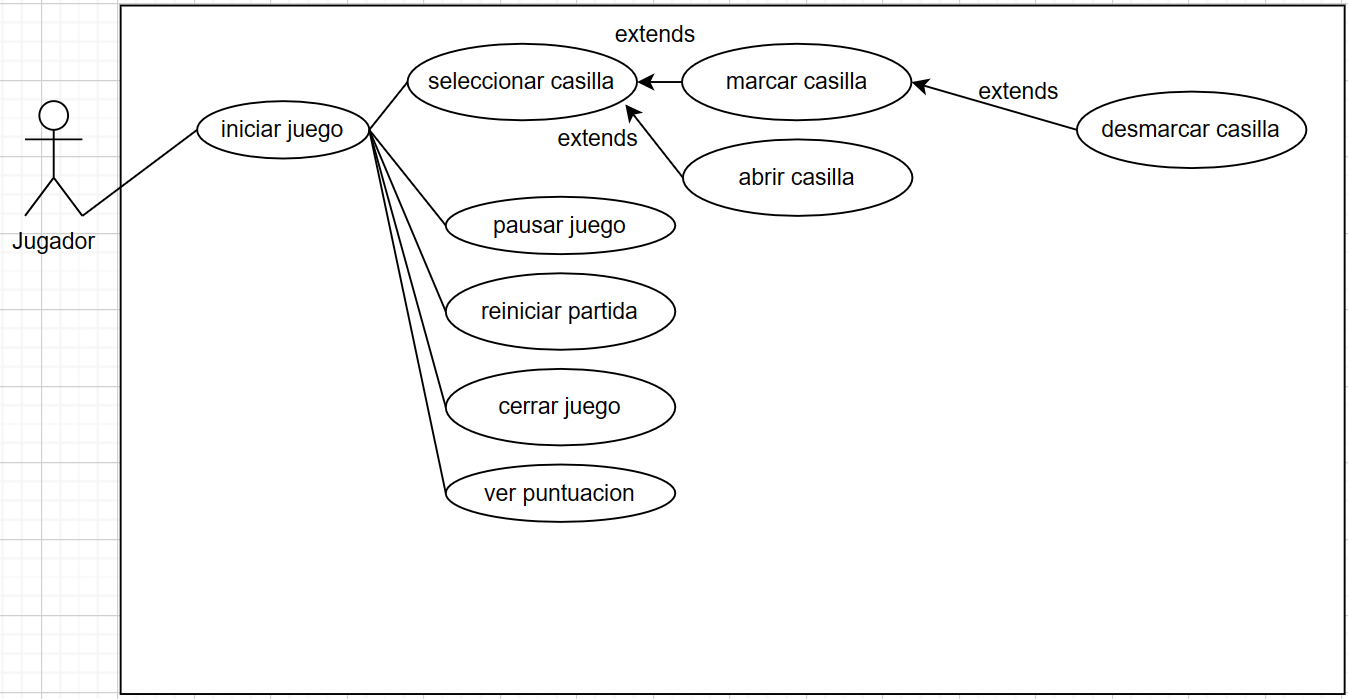 extends
seleccionar casilla
marcar casilla
extends
desmarcar casilla
iniciar juego
extends
abrir casilla
pausar juego
Jugador
reiniciar partida
cerrar juego
ver puntuacion